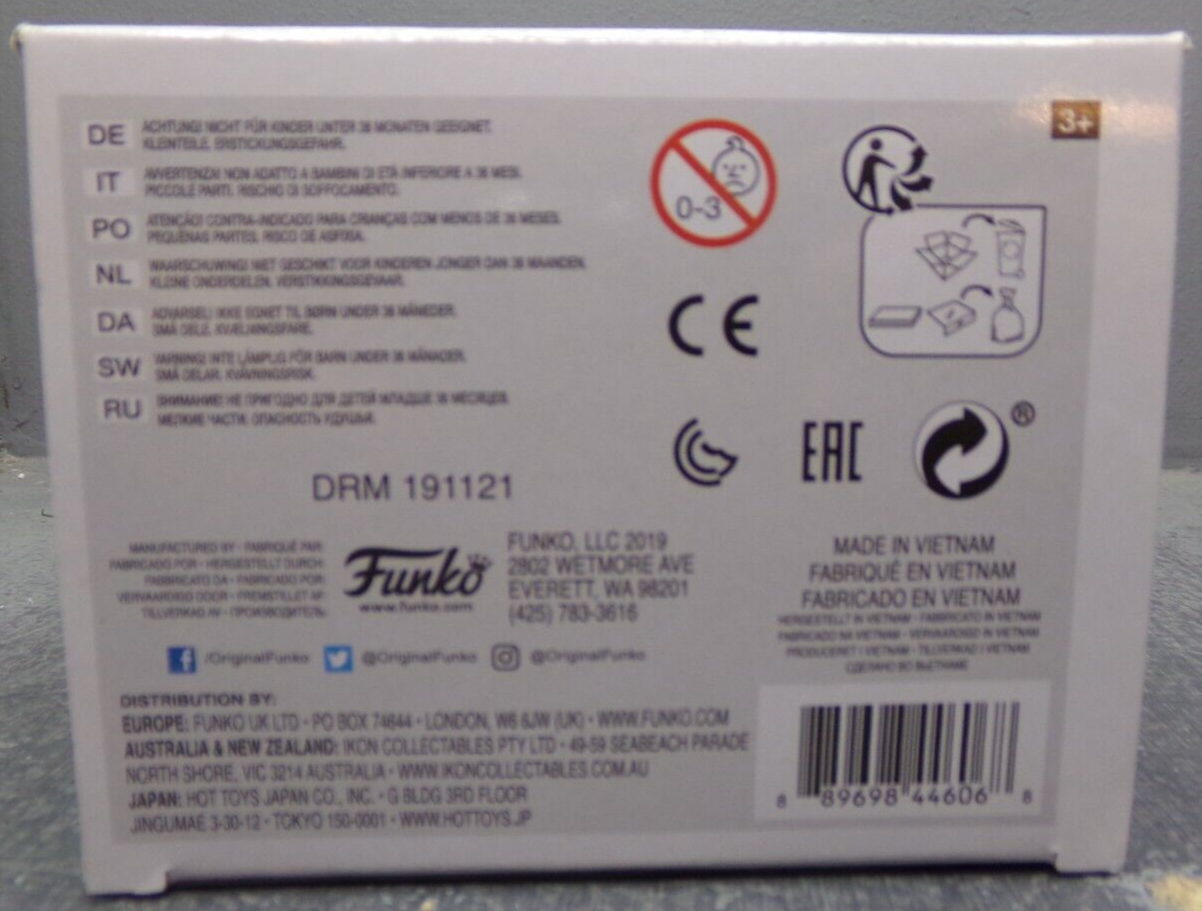 3+
DE ACHTUNG! NICHT FÜR KINDER UNTER 36 MONATEN GEEIGNET.
KLEINTEILE. ERSTICKUNGSGEFAHR.
IT AVVERTENZA! NON ADATTO A BAMBINI DI ETÀ INFERIORE A 36 MESI.
PICCOLE PARTI. RISCHIO DI SOFFOCAMENTO.
PO ATENÇÃO! CONTRA-INDICADO PARA CRIANÇAS COM MENOS DE 36 MESES.
PEQUENAS PARTES. RISCO DE ASFIXIA.
NL WAARSCHUWING! NIET GESCHIKT VOOR KINDEREN JONGER DAN 36 MAANDEN.
KLEINE ONDERDELEN. VERSTIKKINGSGEVAAR.
DA ADVARSEL! IKKE EGNET TIL BØRN UNDER 36 MÅNEDER.
SMÅ DELE. KVÆLNINGSFARE.
SW VARNING! INTE LÄMPLIG FÖR BARN UNDER 36 MÅNADER.
SMÅ DELAR. KVÄVNINGSRISK.
RU ВНИМАНИЕ! НЕ ПРИГОДНО ДЛЯ ДЕТЕЙ МЛАДШЕ 36 МЕСЯЦЕВ.
МЕЛКИЕ ЧАСТИ. ОПАСНОСТЬ УДУШЬЯ.
0-3
CE
EAC
®
DRM 191121
MANUFACTURED BY • FABRIQUÉ PAR:
FABRICADO POR • HERGESTELLT DURCH:
FABBRICATO DA • FABRICADO POR:
VERVAARDIGD DOOR • FREMSTILLET AF:
TILLVERKAD AV • ПРОИЗВОДИТЕЛЬ:
Funko
www.funko.com
FUNKO, LLC 2019
2802 WETMORE AVE
EVERETT, WA 98201
(425) 783-3616
MADE IN VIETNAM
FABRIQUÉ EN VIETNAM
FABRICADO EN VIETNAM
HERGESTELLT IN VIETNAM • FABBRICATO IN VIETNAM
FABRICADO NA VIETNAM • VERVAARDIGD IN VIETNAM
PRODUCERET I VIETNAM • TILLVERKAD I VIETNAM
СДЕЛАНО ВО ВЬЕТНАМЕ
/OriginalFunko @OriginalFunko @OriginalFunko
DISTRIBUTION BY:
EUROPE: FUNKO UK LTD • PO BOX 74644 • LONDON, W6 6JW (UK) • WWW.FUNKO.COM
AUSTRALIA & NEW ZEALAND: IKON COLLECTABLES PTY LTD • 49-59 SEABEACH PARADE
NORTH SHORE, VIC 3214 AUSTRALIA • WWW.IKONCOLLECTABLES.COM.AU
JAPAN: HOT TOYS JAPAN CO., INC. • G BLDG 3RD FLOOR
JINGUMAE 3-30-12 • TOKYO 150-0001 • WWW.HOTTOYS.JP
8 89698 44606 8